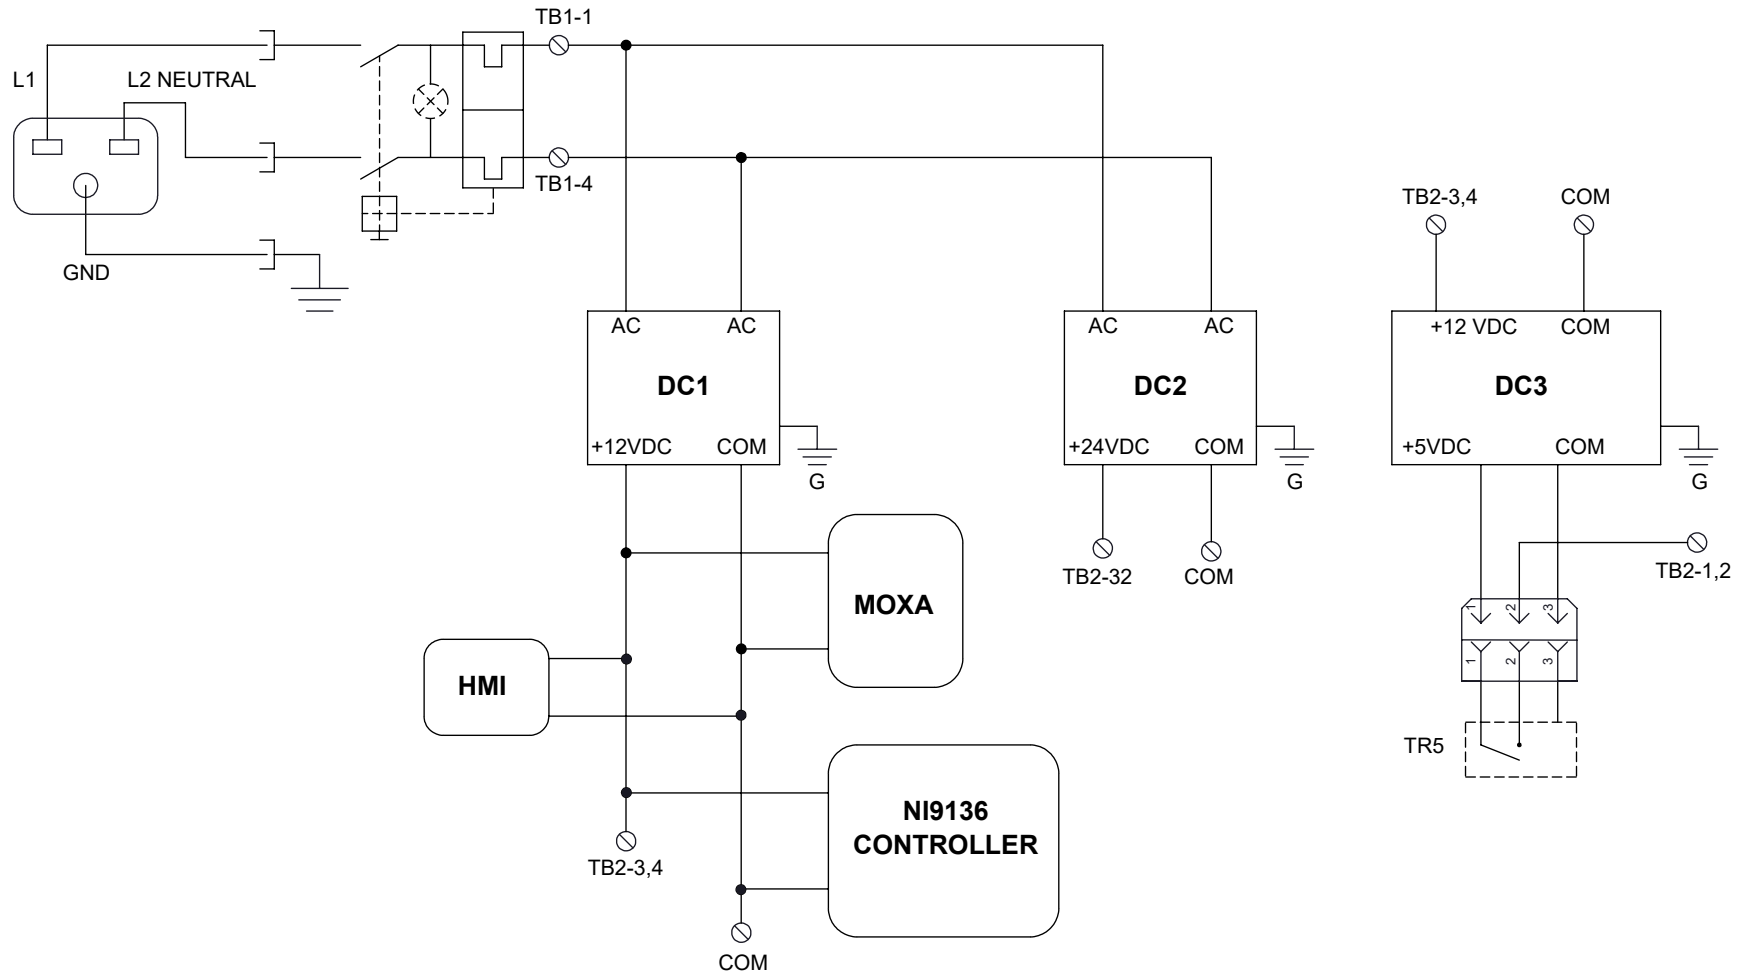 TB1-1
L1
L2 NEUTRAL
TB1-4
GND
TB2-3,4
COM
AC
AC
DC1
+12VDC
COM
G
AC
AC
DC2
+24VDC
COM
G
+12 VDC
COM
DC3
+5VDC
COM
G
TB2-32
COM
TB2-1,2
MOXA
HMI
1
2
3
1
2
3
TR5
NI9136
CONTROLLER
TB2-3,4
COM